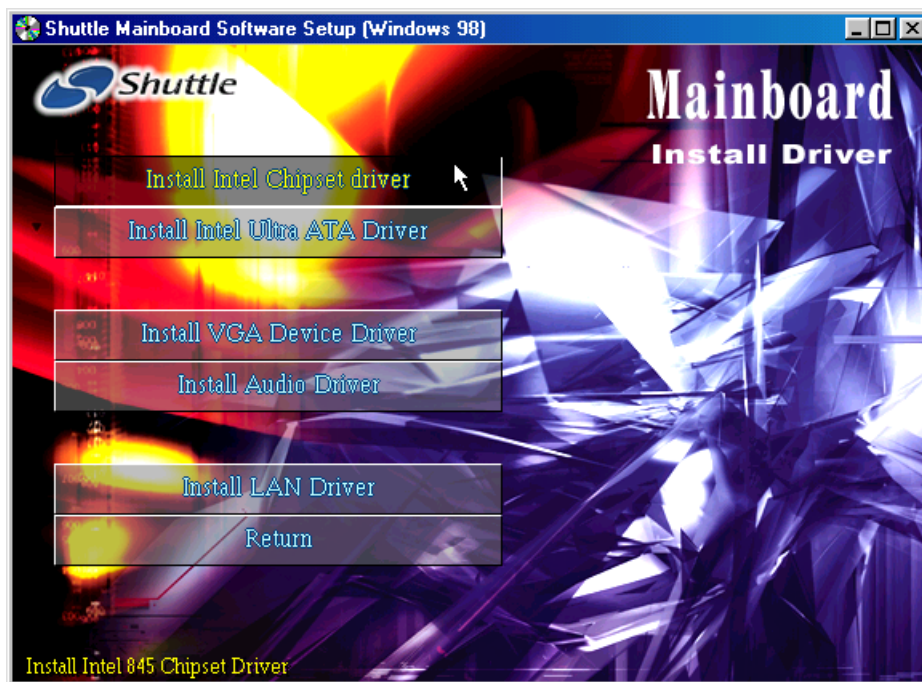 Shuttle Mainboard Software Setup (Windows 98)
Shuttle
Mainboard
Install Driver
Install Intel Chipset driver
Install Intel Ultra ATA Driver
Install VGA Device Driver
Install Audio Driver
Install LAN Driver
Return
Install Intel 845 Chipset Driver